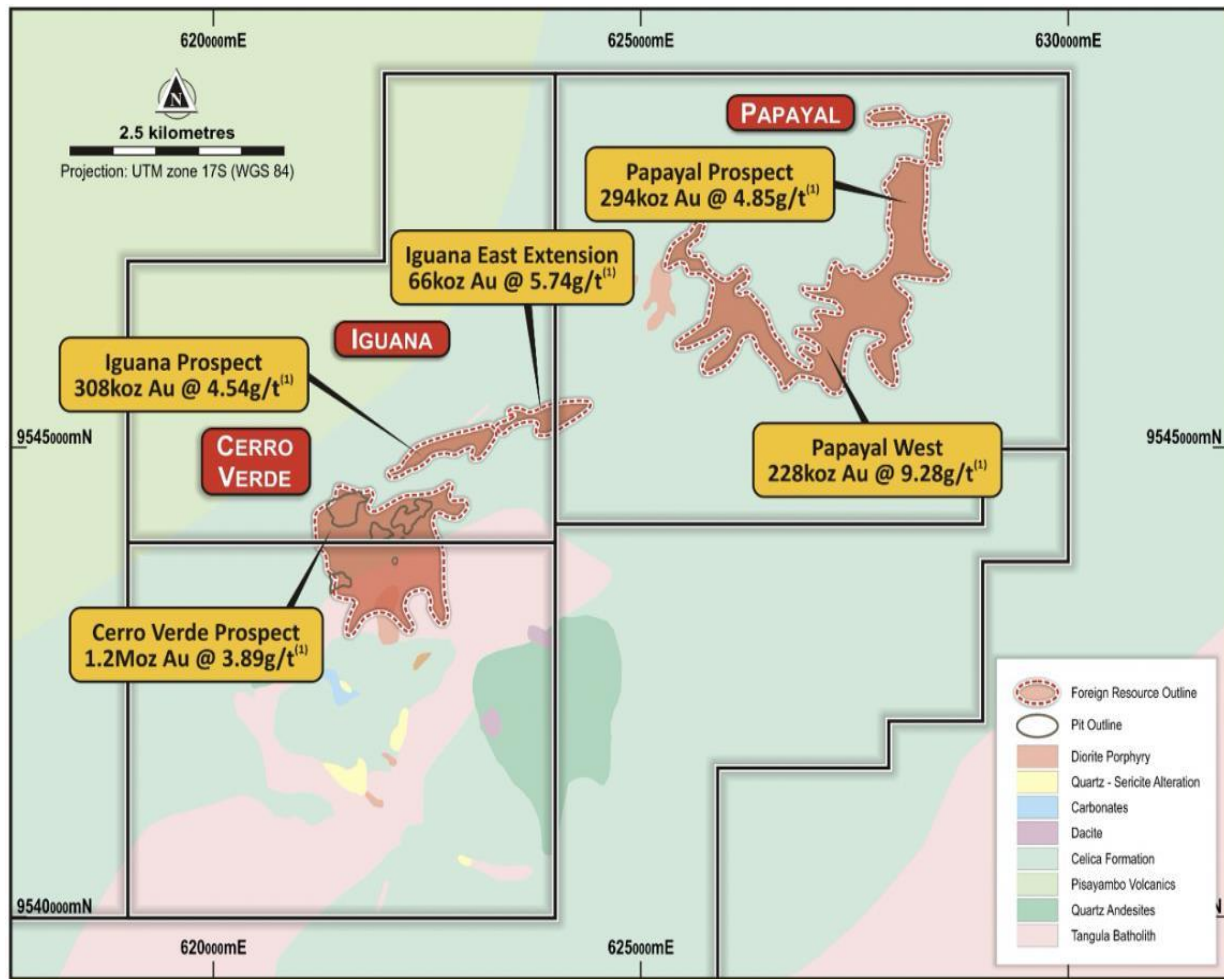 620000mE
625000mE
630000mE
N
2.5 kilometres
Projection: UTM zone 17S (WGS 84)
PAPAYAL
Papayal Prospect
294koz Au @ 4.85g/t(1)
Iguana East Extension
66koz Au @ 5.74g/t(1)
IGUANA
Iguana Prospect
308koz Au @ 4.54g/t(1)
9545000mN
9545000mN
CERRO
VERDE
Papayal West
228koz Au @ 9.28g/t(1)
Cerro Verde Prospect
1.2Moz Au @ 3.89g/t(1)
Foreign Resource Outline
Pit Outline
Diorite Porphyry
Quartz - Sericite Alteration
Carbonates
Dacite
Celica Formation
Pisayambo Volcanics
Quartz Andesites
Tangula Batholith
9540000mN
N
620000mE
625000mE